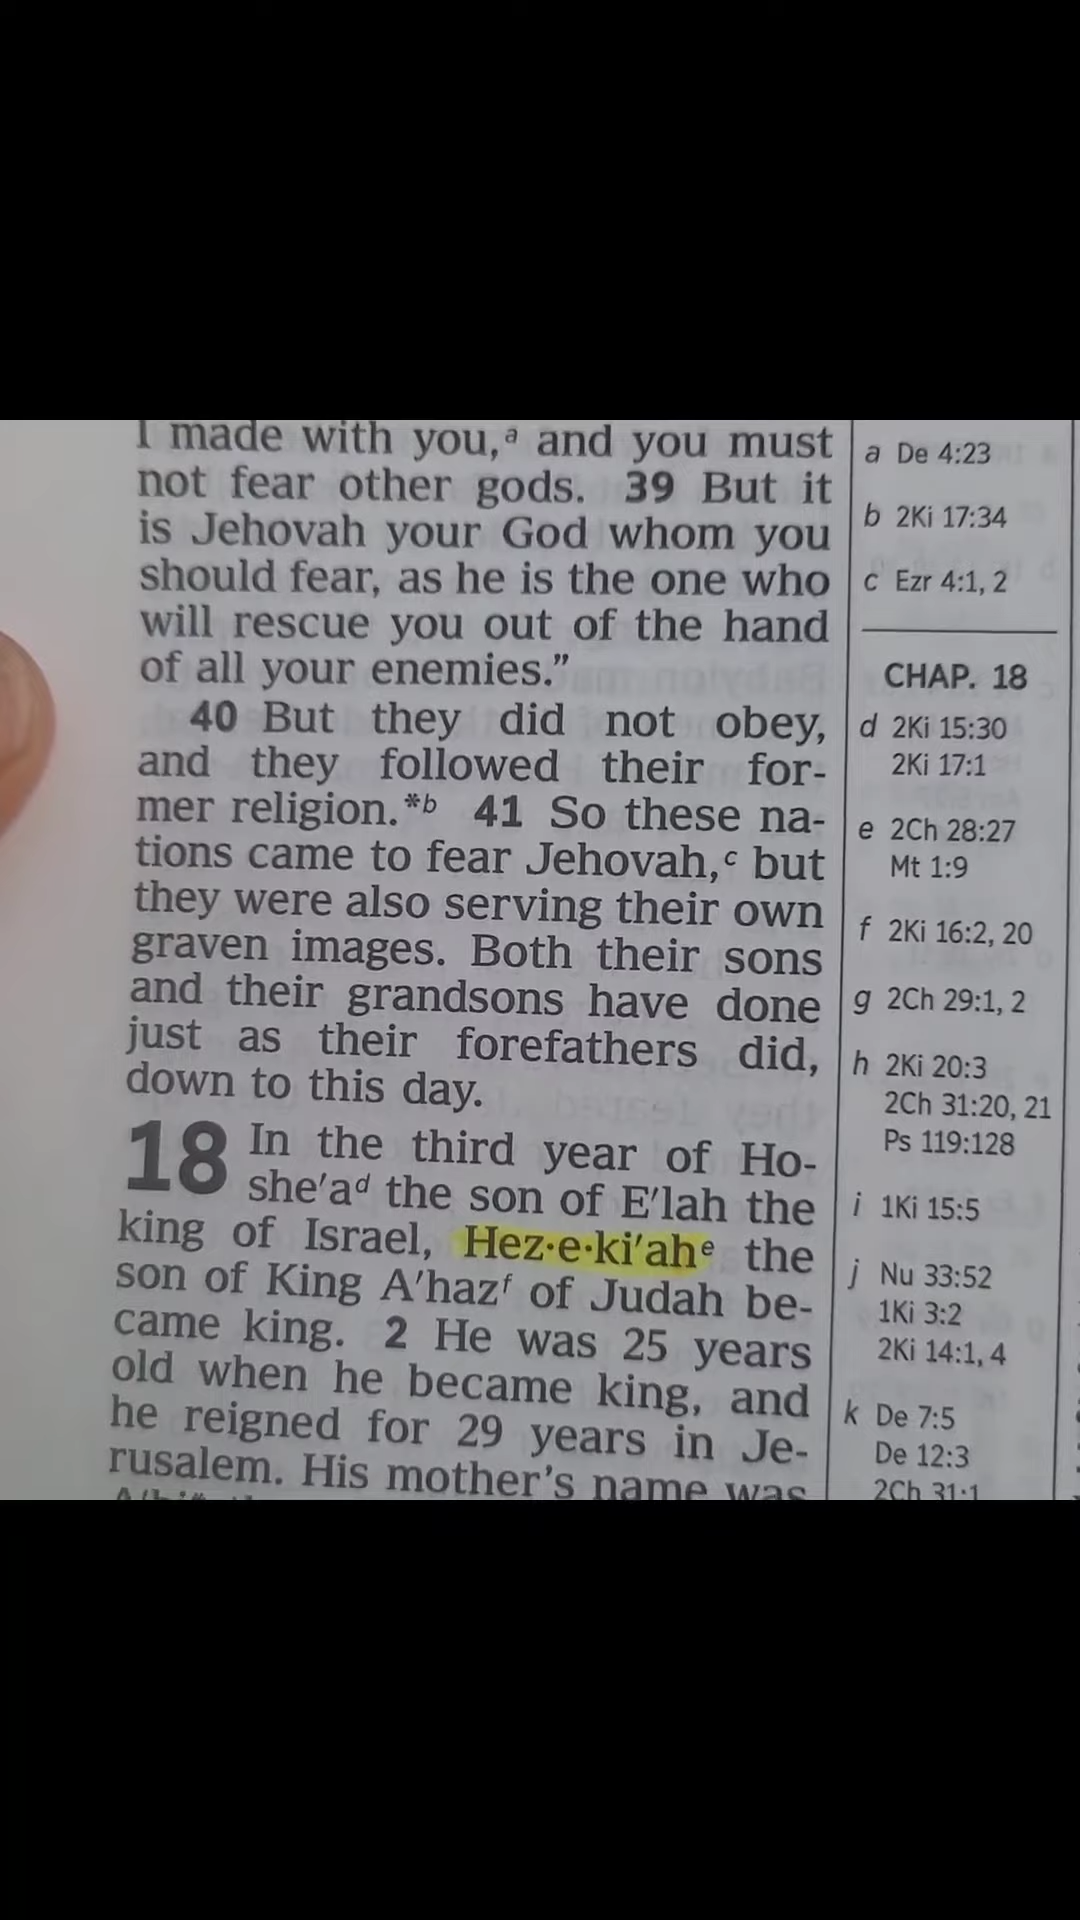 I made with you,ᵃ and you must
not fear other gods. 39 But it
is Jehovah your God whom you
should fear, as he is the one who
will rescue you out of the hand
of all your enemies.”
40 But they did not obey,
and they followed their for-
mer religion.*ᵇ 41 So these na-
tions came to fear Jehovah,ᶜ but
they were also serving their own
graven images. Both their sons
and their grandsons have done
just as their forefathers did,
down to this day.
18 In the third year of Ho-
she′aᵈ the son of E′lah the
king of Israel, Hez·e·ki′ahᵉ the
son of King A′hazᶠ of Judah be-
came king. 2 He was 25 years
old when he became king, and
he reigned for 29 years in Je-
rusalem. His mother’s name was
a De 4:23
b 2Ki 17:34
c Ezr 4:1, 2
CHAP. 18
d 2Ki 15:30
2Ki 17:1
e 2Ch 28:27
Mt 1:9
f 2Ki 16:2, 20
g 2Ch 29:1, 2
h 2Ki 20:3
2Ch 31:20, 21
Ps 119:128
i 1Ki 15:5
j Nu 33:52
1Ki 3:2
2Ki 14:1, 4
k De 7:5
De 12:3
2Ch 31:1